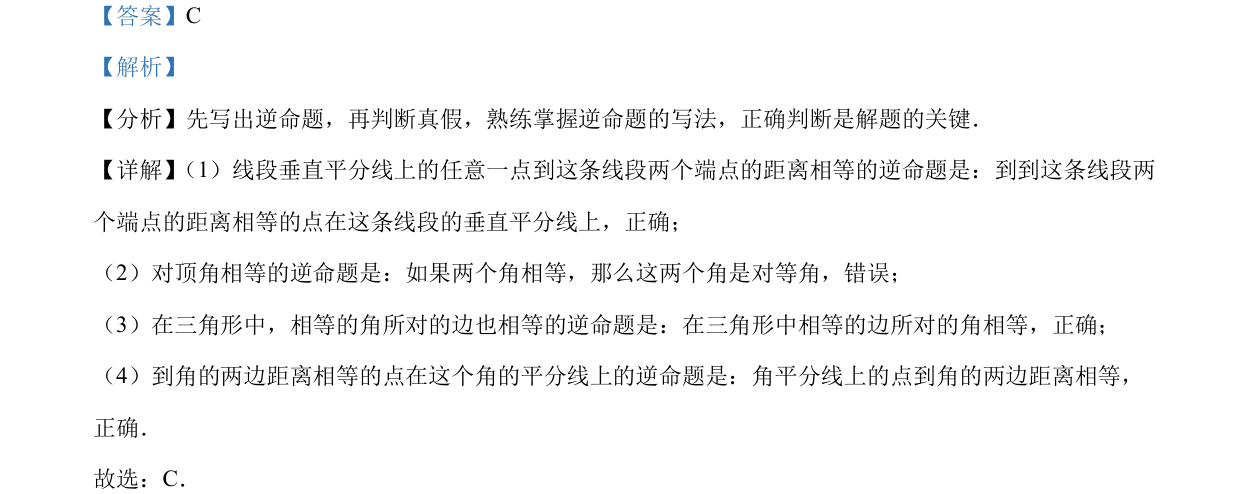 【答案】C
【解析】
【分析】先写出逆命题，再判断真假，熟练掌握逆命题的写法，正确判断是解题的关键．
【详解】（1）线段垂直平分线上的任意一点到这条线段两个端点的距离相等的逆命题是：到到这条线段两
个端点的距离相等的点在这条线段的垂直平分线上，正确；
（2）对顶角相等的逆命题是：如果两个角相等，那么这两个角是对等角，错误；
（3）在三角形中，相等的角所对的边也相等的逆命题是：在三角形中相等的边所对的角相等，正确；
（4）到角的两边距离相等的点在这个角的平分线上的逆命题是：角平分线上的点到角的两边距离相等，
正确．
故选：C．